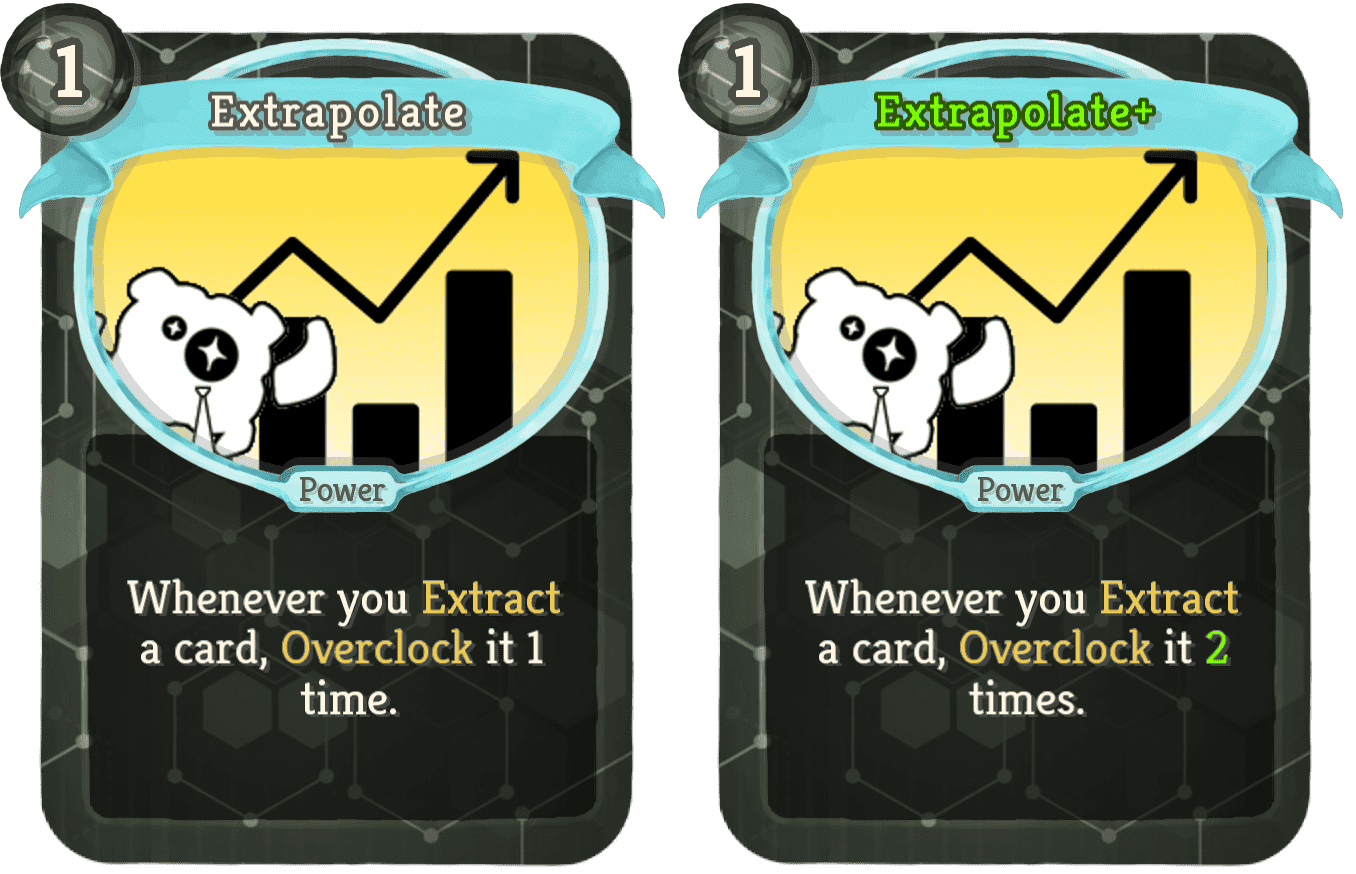 1
Extrapolate
Power
Whenever you Extract
a card, Overclock it 1
time.
1
Extrapolate+
Power
Whenever you Extract
a card, Overclock it 2
times.